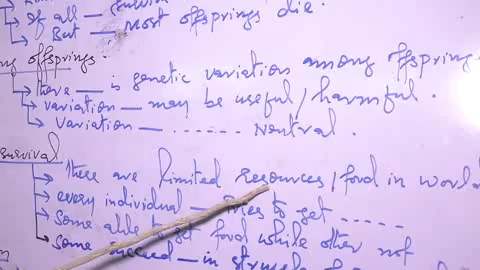 If all — survive
But — most offsprings die.
ng offsprings.
there — is genetic variation among offsprings
variation — may be useful / harmful.
variation — ------ Neutral.
survival
there are limited resources / food in world
every individual — Tries to get -----
some able to get food while other not
some succeed — in struggle